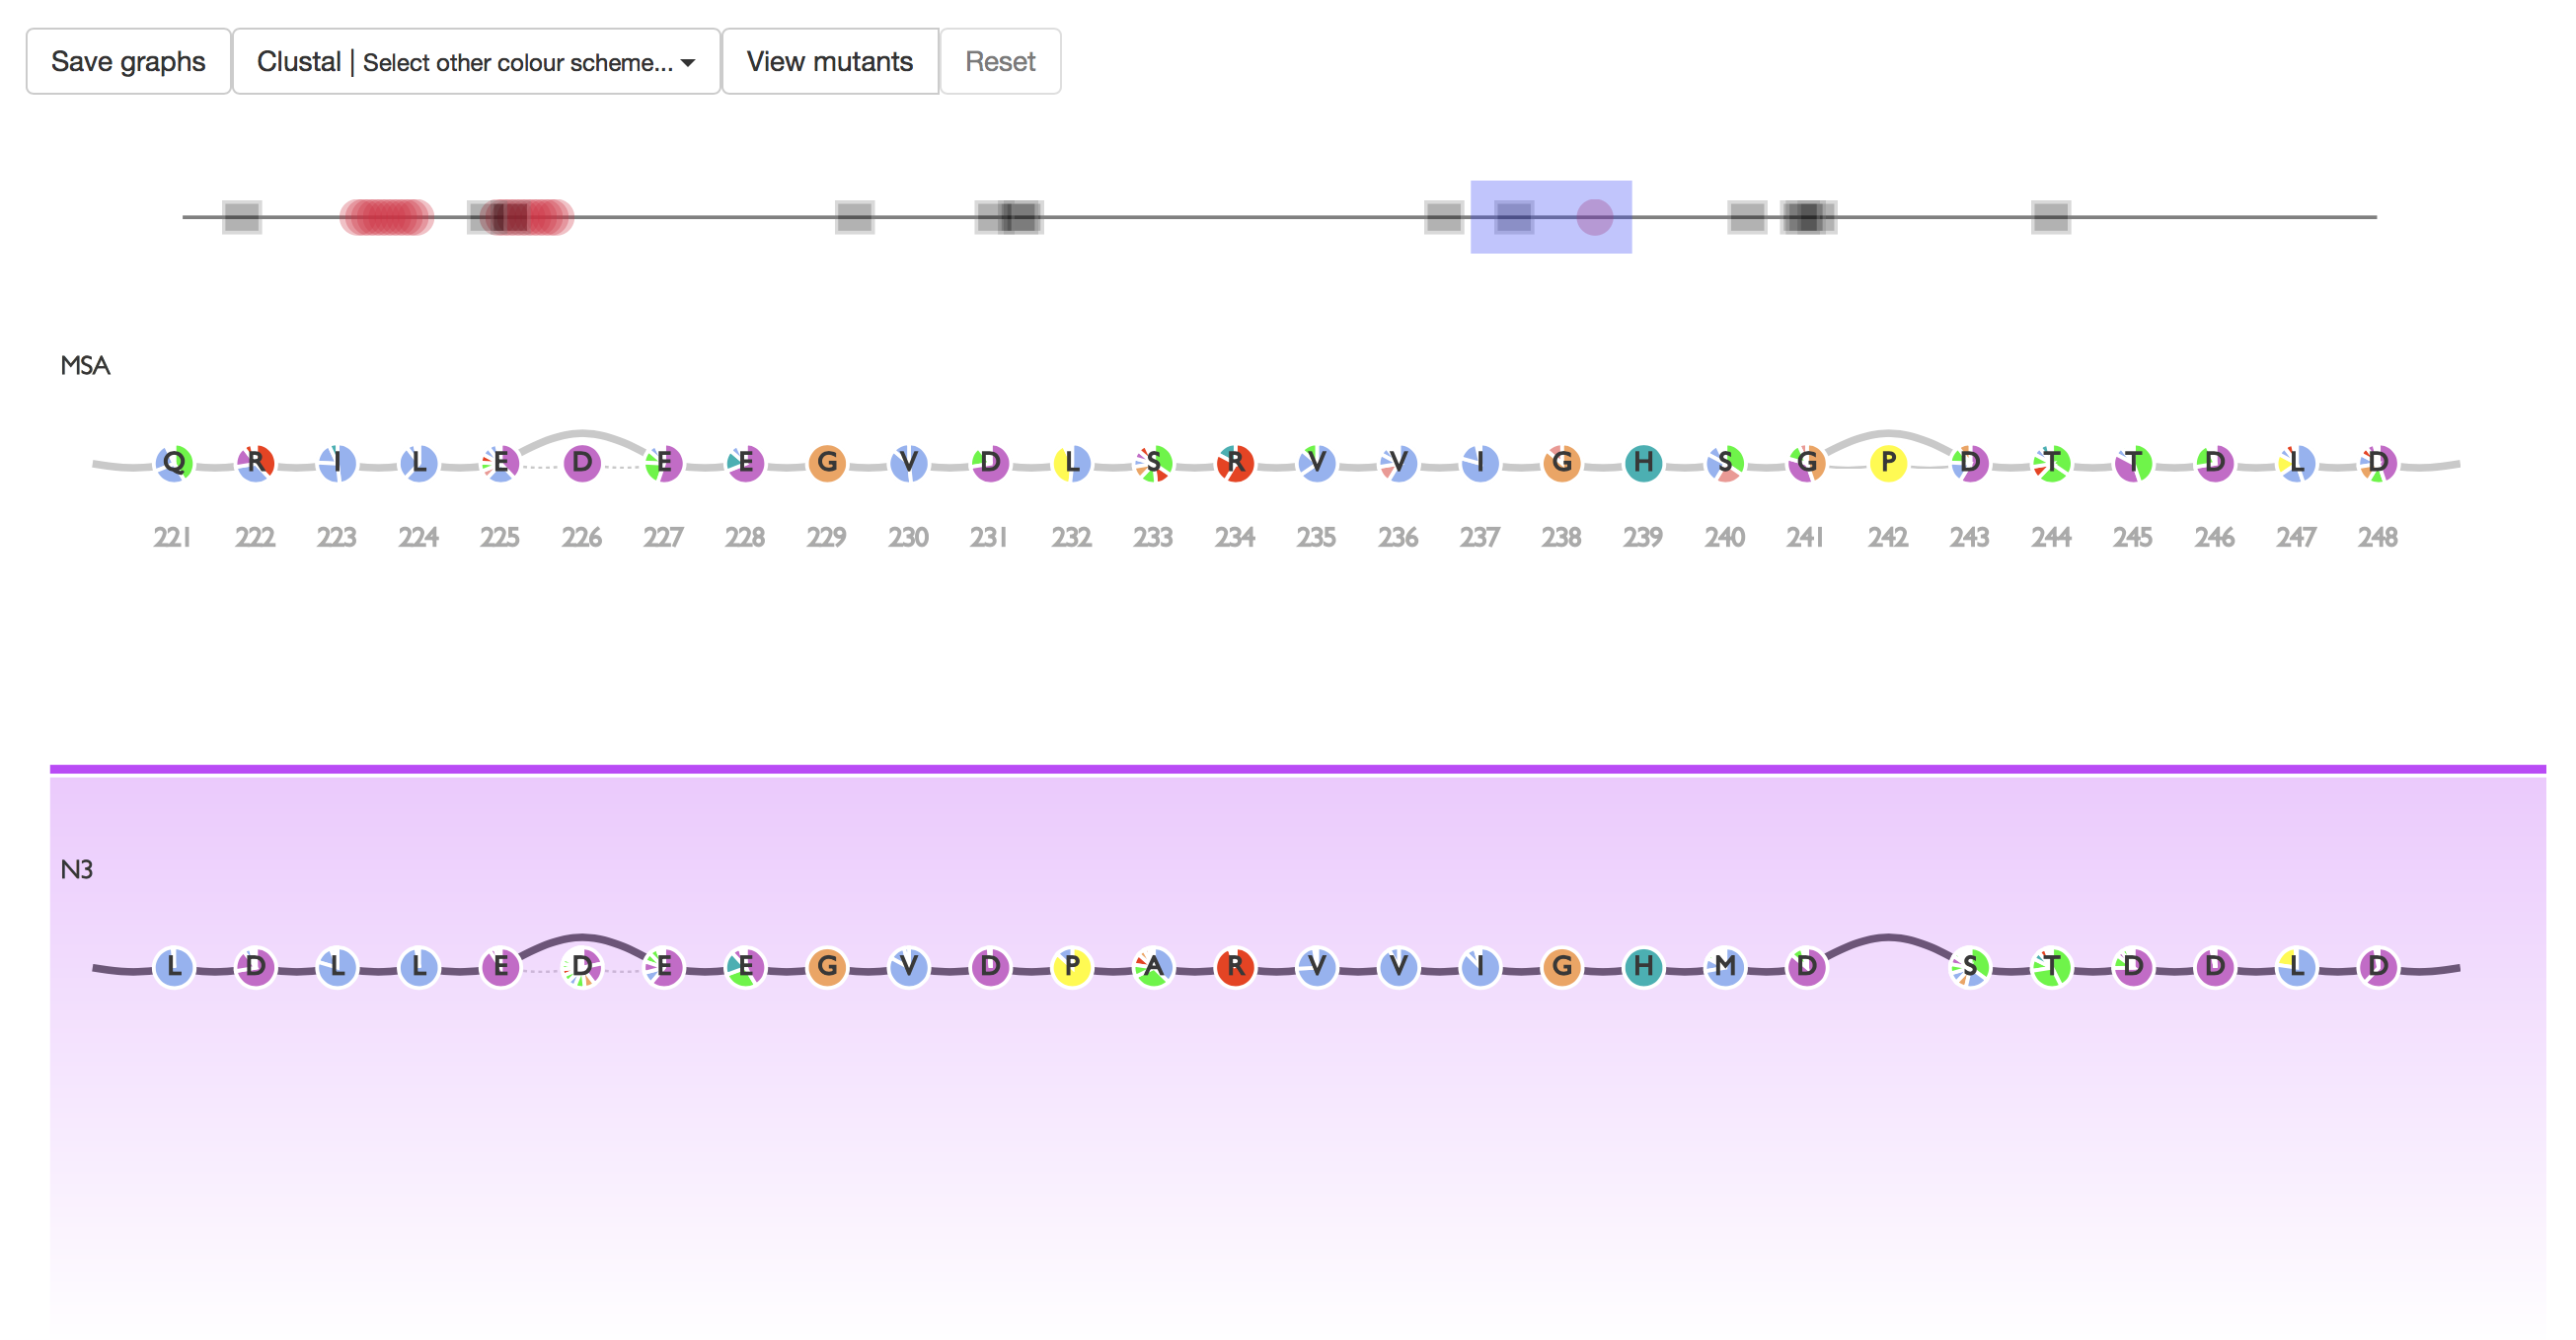 Save graphs Clustal | Select other colour scheme... View mutants Reset
MSA
Q R I L E D E E G V D L S R V V I G H S G P D T T D L D
221 222 223 224 225 226 227 228 229 230 231 232 233 234 235 236 237 238 239 240 241 242 243 244 245 246 247 248
N3
L D L L E D E E G V D P A R V V I G H M D S T D D L D